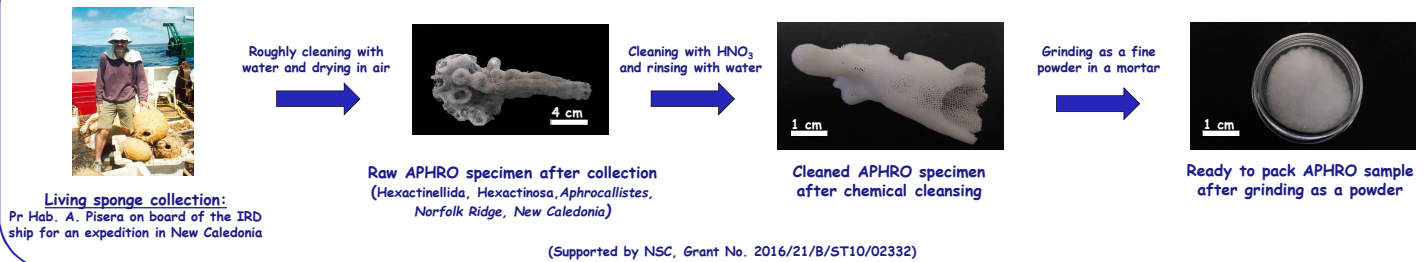 Roughly cleaning with
water and drying in air
Cleaning with HNO₃
and rinsing with water
Grinding as a fine
powder in a mortar
4 cm
1 cm
1 cm
Living sponge collection:
Pr Hab. A. Pisera on board of the IRD
ship for an expedition in New Caledonia
Raw APHRO specimen after collection
(Hexactinellida, Hexactinosa, Aphrocallistes,
Norfolk Ridge, New Caledonia)
Cleaned APHRO specimen
after chemical cleansing
Ready to pack APHRO sample
after grinding as a powder
(Supported by NSC, Grant No. 2016/21/B/ST10/02332)